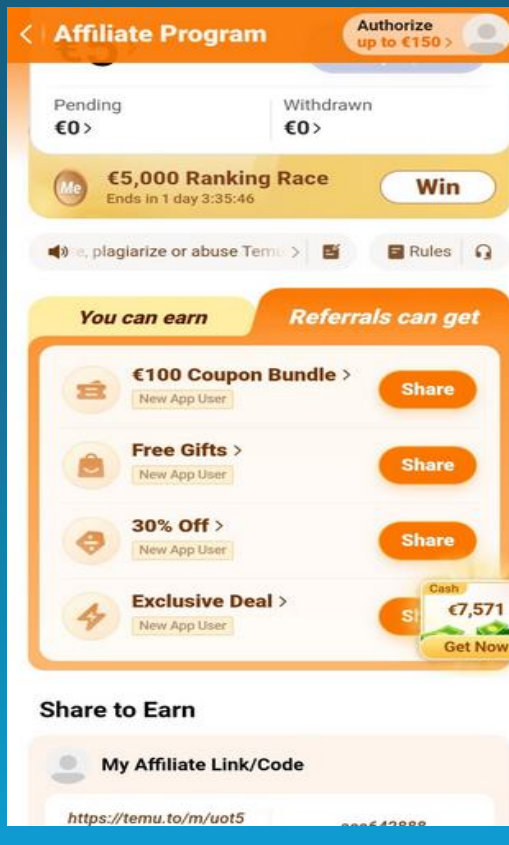 Affiliate Program
Authorize
up to €150 >
Pending
Withdrawn
€0 >
€0 >
Me
€5,000 Ranking Race
Ends in 1 day 3:35:46
Win
plagiarize or abuse Temu >
Rules
You can earn
Referrals can get
€100 Coupon Bundle >
New App User
Share
Free Gifts >
New App User
Share
30% Off >
New App User
Share
Exclusive Deal >
New App User
Cash
€7,571
Get Now
Share to Earn
My Affiliate Link/Code
https://temu.to/m/uot5